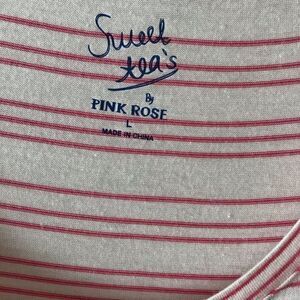 Sweet
tea's
By
PINK ROSE
L
MADE IN CHINA